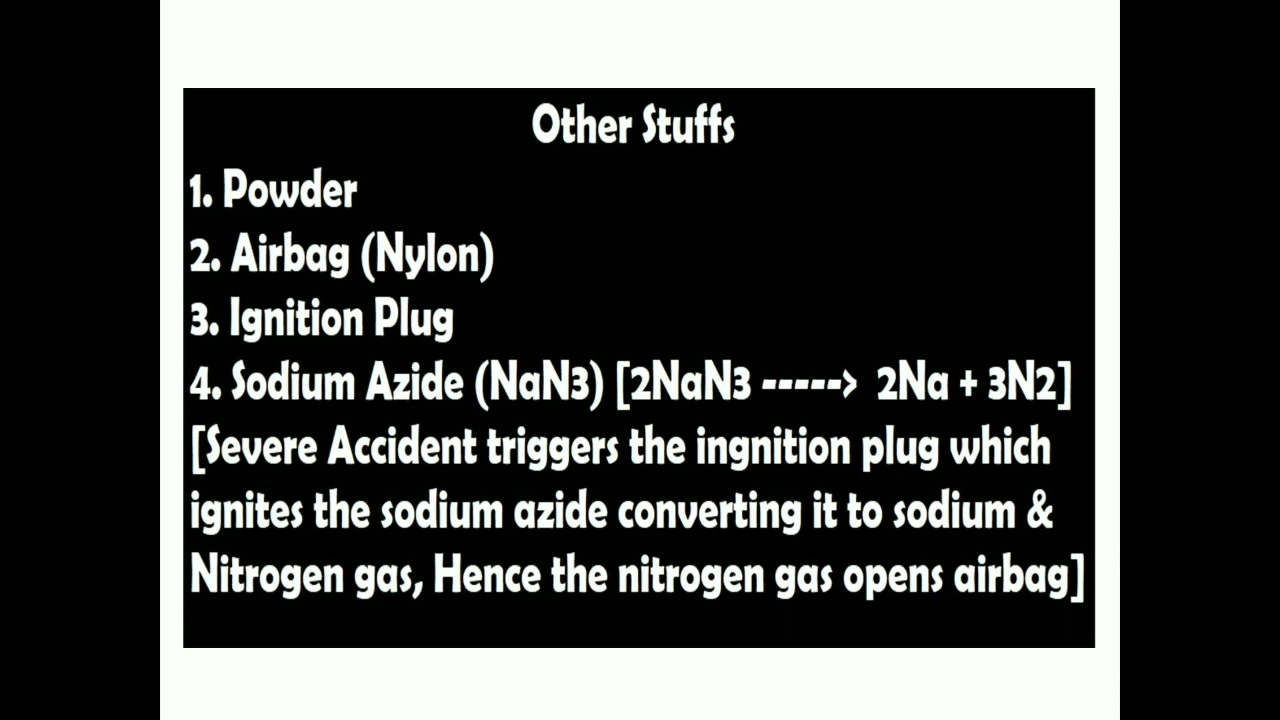 Other Stuffs
1. Powder
2. Airbag (Nylon)
3. Ignition Plug
4. Sodium Azide (NaN3) [2NaN3 -----> 2Na + 3N2]
[Severe Accident triggers the ingnition plug which
ignites the sodium azide converting it to sodium &
Nitrogen gas, Hence the nitrogen gas opens airbag]